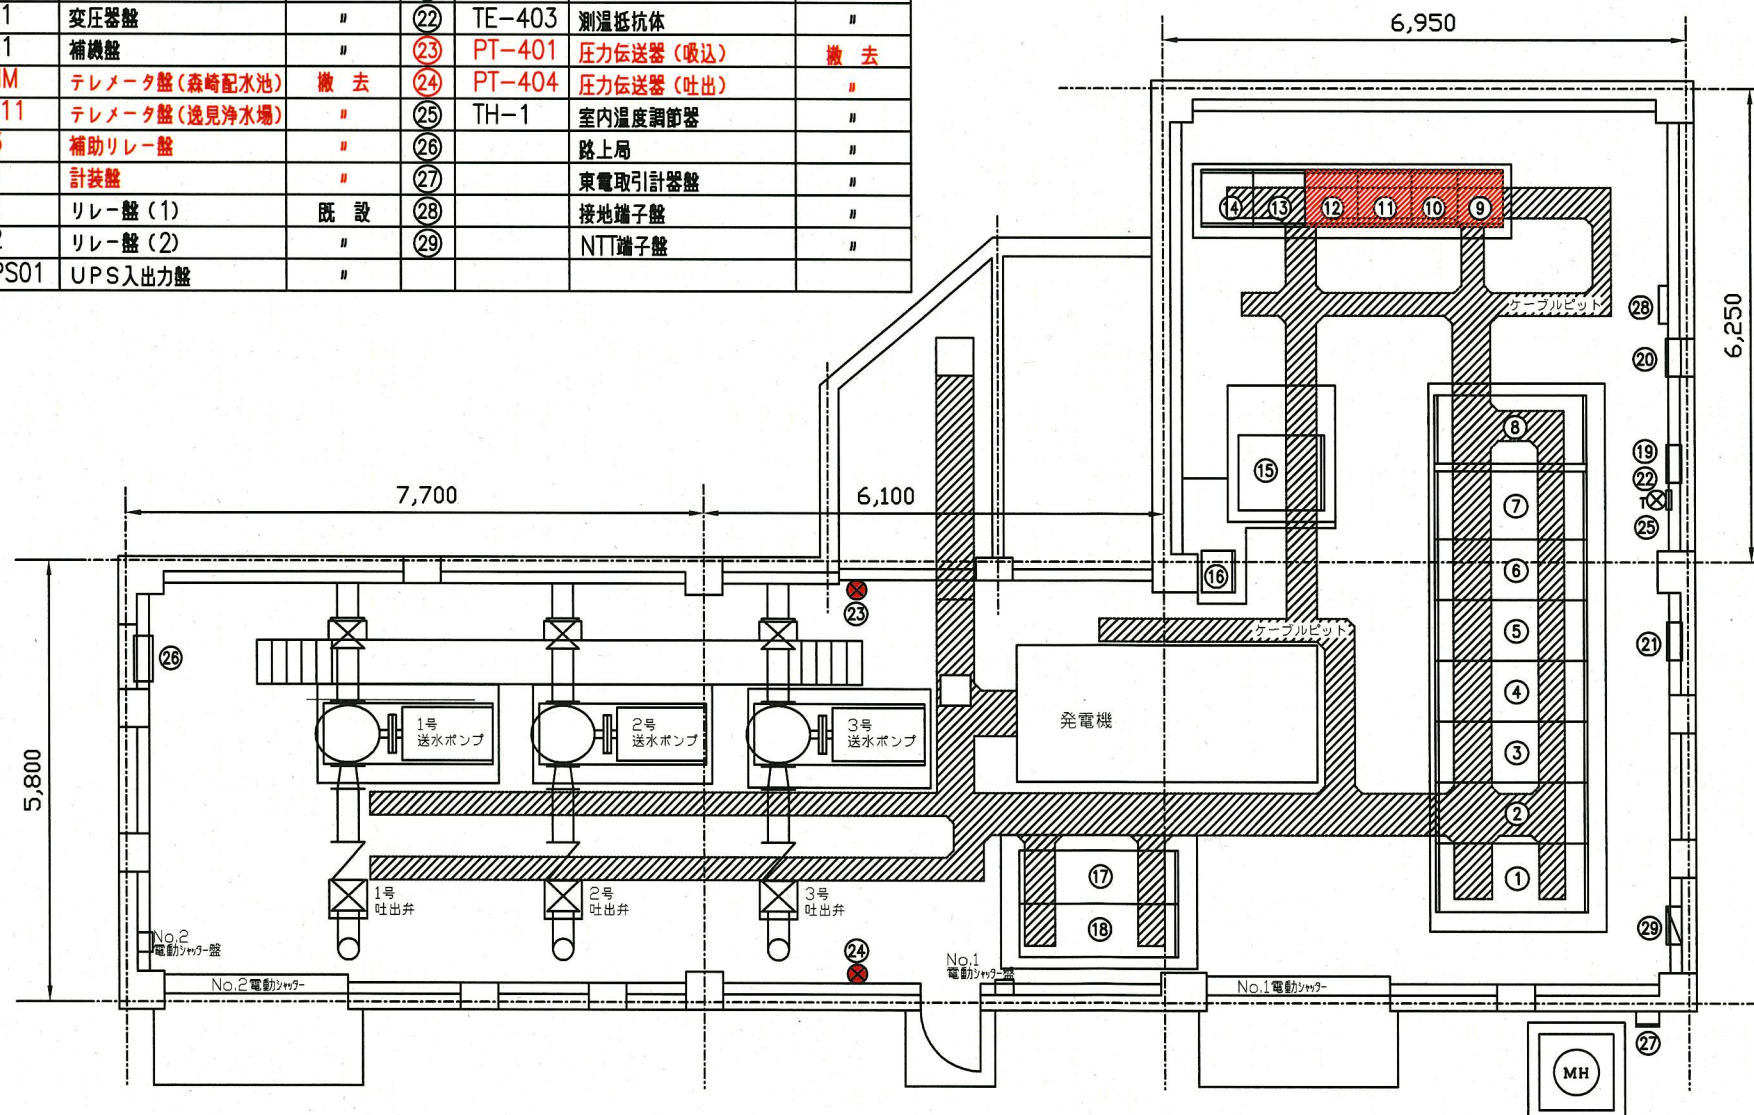 1 変圧器盤 〃 ㉒ TE-403 測温抵抗体 〃
1 補機盤 〃 ㉓ PT-401 圧力伝送器(吸込) 撤 去
M テレメータ盤(森崎配水池) 撤 去 ㉔ PT-404 圧力伝送器(吐出) 〃
11 テレメータ盤(逸見浄水場) 〃 ㉕ TH-1 室内温度調節器 〃
補助リレー盤 〃 ㉖ 路上局 〃
計装盤 〃 ㉗ 東電取引計器盤 〃
リレー盤(1) 既 設 ㉘ 接地端子盤 〃
リレー盤(2) 〃 ㉙ NTT端子盤 〃
PS01 UPS入出力盤 〃
6,950
⑭ ⑬ ⑫ ⑪ ⑩ ⑨
ケーブルピット
㉘
6,250
⑳
⑧
⑲
⑮
㉒
7,700
6,100
⑦
T
㉕
⑯
⑥
㉓
ケーブルピット
⑤
㉑
㉖
④
発電機
1号
送水ポンプ
2号
送水ポンプ
3号
送水ポンプ
③
5,800
②
⑰
①
1号
吐出弁
2号
吐出弁
3号
吐出弁
⑱
㉙
No.2
電動シャッター盤
㉔
No.1
電動シャッター盤
No.2電動シャッター
No.1電動シャッター
㉗
MH